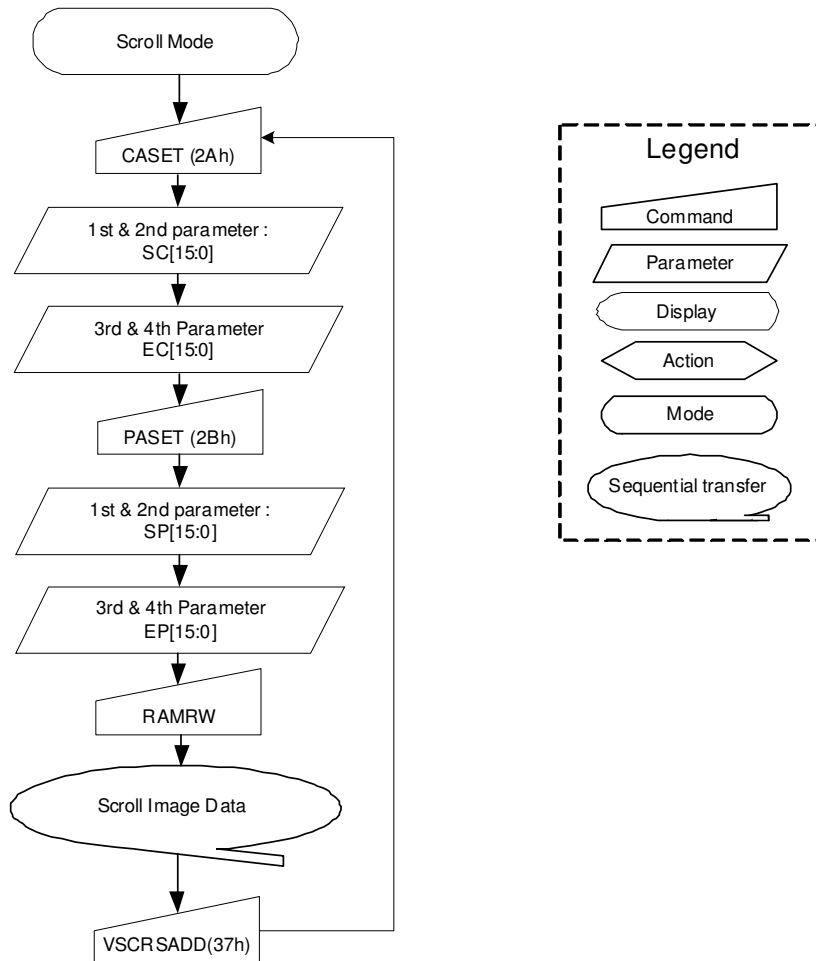 Scroll Mode
CASET (2Ah)
1st & 2nd parameter :
SC[15:0]
3rd & 4th Parameter
EC[15:0]
PASET (2Bh)
1st & 2nd parameter :
SP[15:0]
3rd & 4th Parameter
EP[15:0]
RAMRW
Scroll Image Data
VSCRSADD(37h)
Legend
Command
Parameter
Display
Action
Mode
Sequential transfer